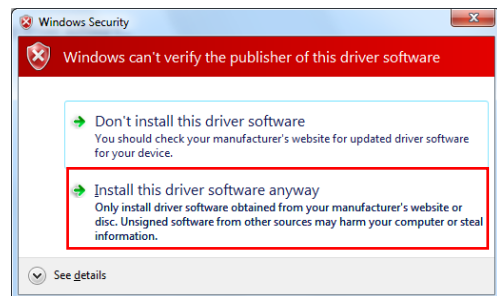 Windows Security
Windows can't verify the publisher of this driver software
Don't install this driver software
You should check your manufacturer's website for updated driver software
for your device.
Install this driver software anyway
Only install driver software obtained from your manufacturer's website or
disc. Unsigned software from other sources may harm your computer or steal
information.
See details